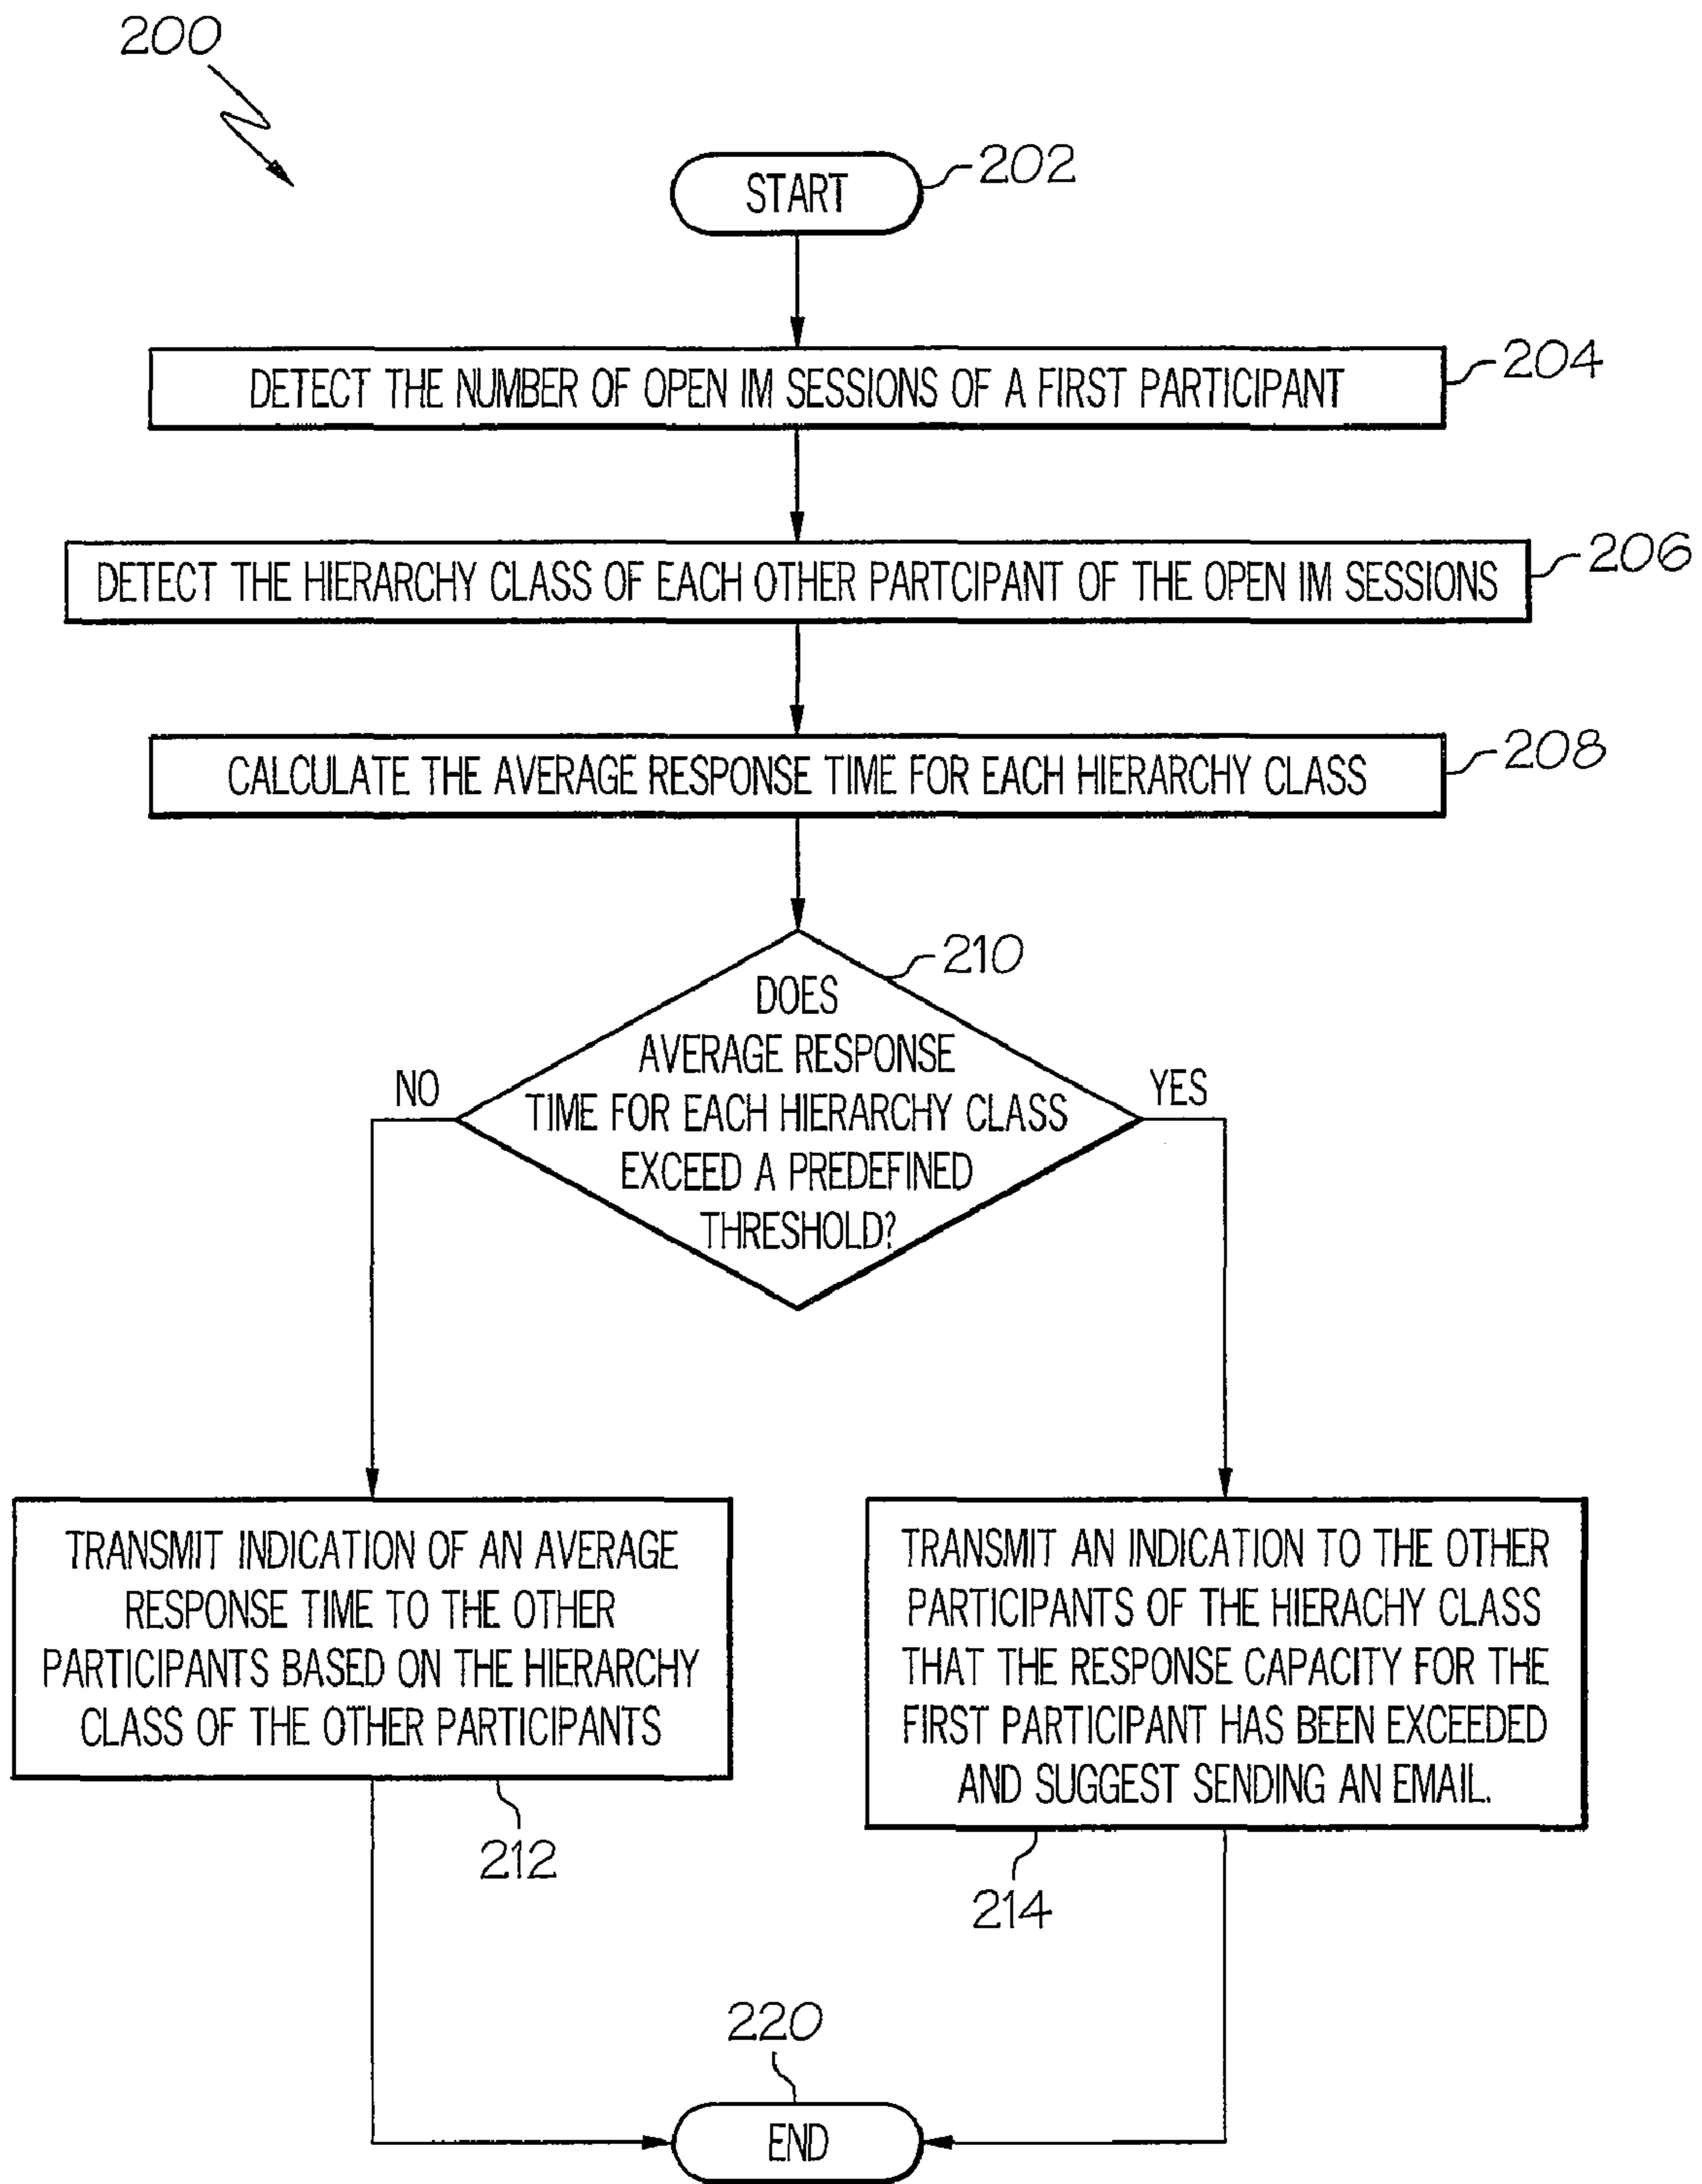 200
START
202
DETECT THE NUMBER OF OPEN IM SESSIONS OF A FIRST PARTICIPANT
204
DETECT THE HIERARCHY CLASS OF EACH OTHER PARTCIPANT OF THE OPEN IM SESSIONS
206
CALCULATE THE AVERAGE RESPONSE TIME FOR EACH HIERARCHY CLASS
208
210
DOES
AVERAGE RESPONSE
TIME FOR EACH HIERARCHY CLASS
EXCEED A PREDEFINED
THRESHOLD?
NO
YES
TRANSMIT INDICATION OF AN AVERAGE
RESPONSE TIME TO THE OTHER
PARTICIPANTS BASED ON THE HIERARCHY
CLASS OF THE OTHER PARTICIPANTS
212
TRANSMIT AN INDICATION TO THE OTHER
PARTICIPANTS OF THE HIERACHY CLASS
THAT THE RESPONSE CAPACITY FOR THE
FIRST PARTICIPANT HAS BEEN EXCEEDED
AND SUGGEST SENDING AN EMAIL.
214
220
END